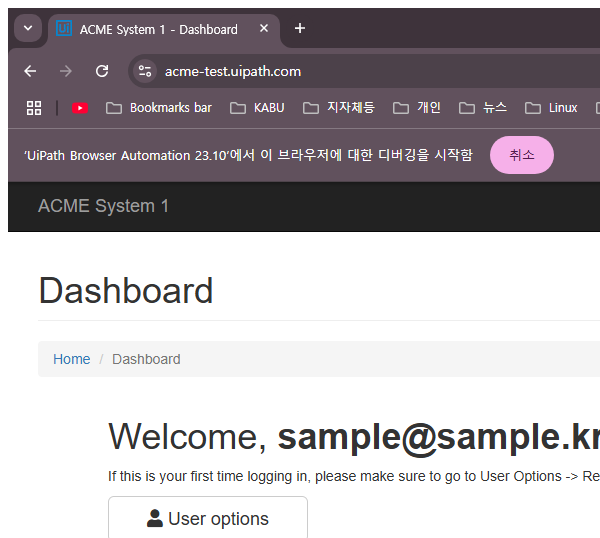 ACME System 1 - Dashboard
acme-test.uipath.com
Bookmarks bar KABU 지자체등 개인 뉴스 Linux
'UiPath Browser Automation 23.10'에서 이 브라우저에 대한 디버깅을 시작함 취소
ACME System 1
Dashboard
Home / Dashboard
Welcome, sample@sample.kr
If this is your first time logging in, please make sure to go to User Options -> Re
User options